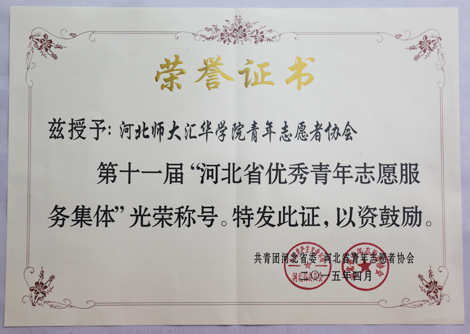 荣誉证书
兹授予：河北师大汇华学院青年志愿者协会
第十一届“河北省优秀青年志愿服
务集体”光荣称号。特发此证，以资鼓励。
共青团河北省委 河北省青年志愿者协会
二〇一五年四月